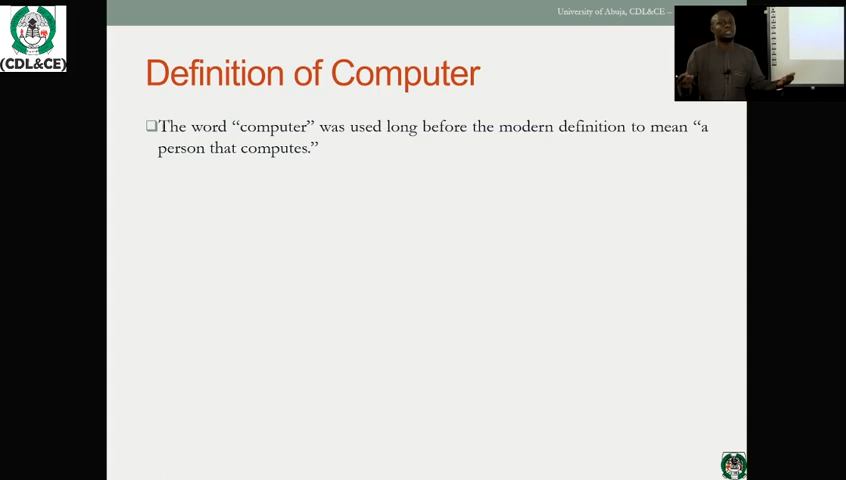 University of Abuja, CDL&CE –
(CDL&CE)
Definition of Computer
The word “computer” was used long before the modern definition to mean “a
person that computes.”